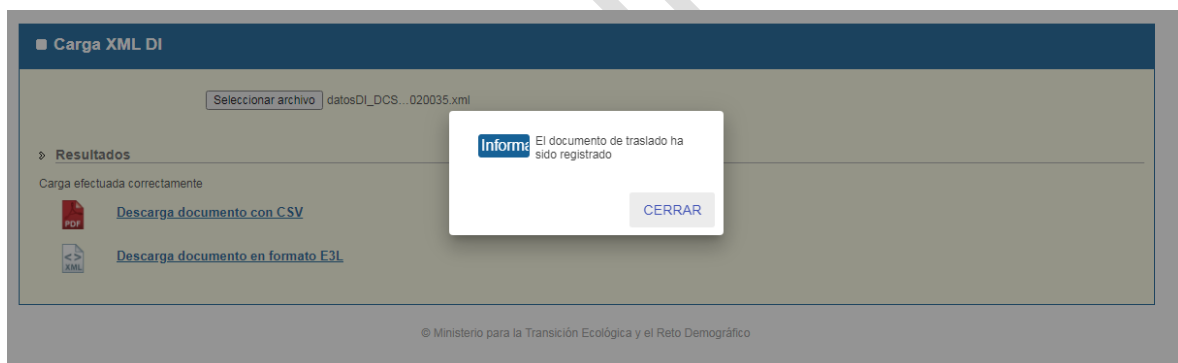 Carga XML DI
Seleccionar archivo datosDI_DCS...020035.xml
Informa El documento de traslado ha
sido registrado
Resultados
Carga efectuada correctamente
CERRAR
PDF Descarga documento con CSV
<> XML Descarga documento en formato E3L
© Ministerio para la Transición Ecológica y el Reto Demográfico